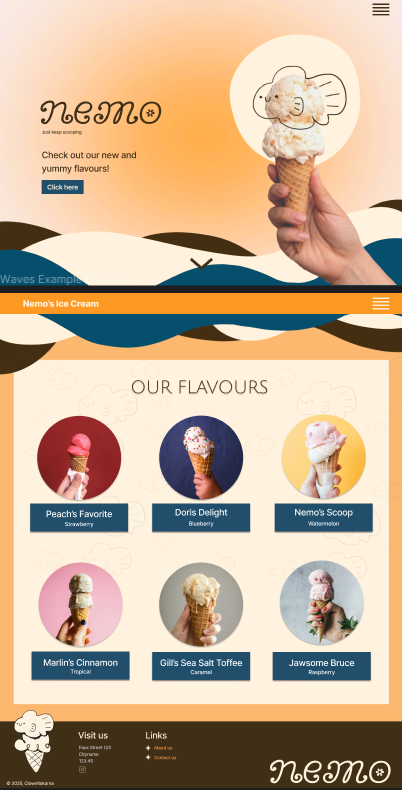 nemo
Just keep scooping
Check out our new and
yummy flavours!
Click here
Waves Example
Nemo's Ice Cream
OUR FLAVOURS
Peach's Favorite
Strawberry
Doris Delight
Blueberry
Nemo's Scoop
Watermelon
Marlin's Cinnamon
Tropical
Gill's Sea Salt Toffee
Caramel
Jawsome Bruce
Raspberry
Visit us
Faux Street 123
Cityname
123 45
Links
About us
Contact us
© 2025, Clownfiskarna
nemo